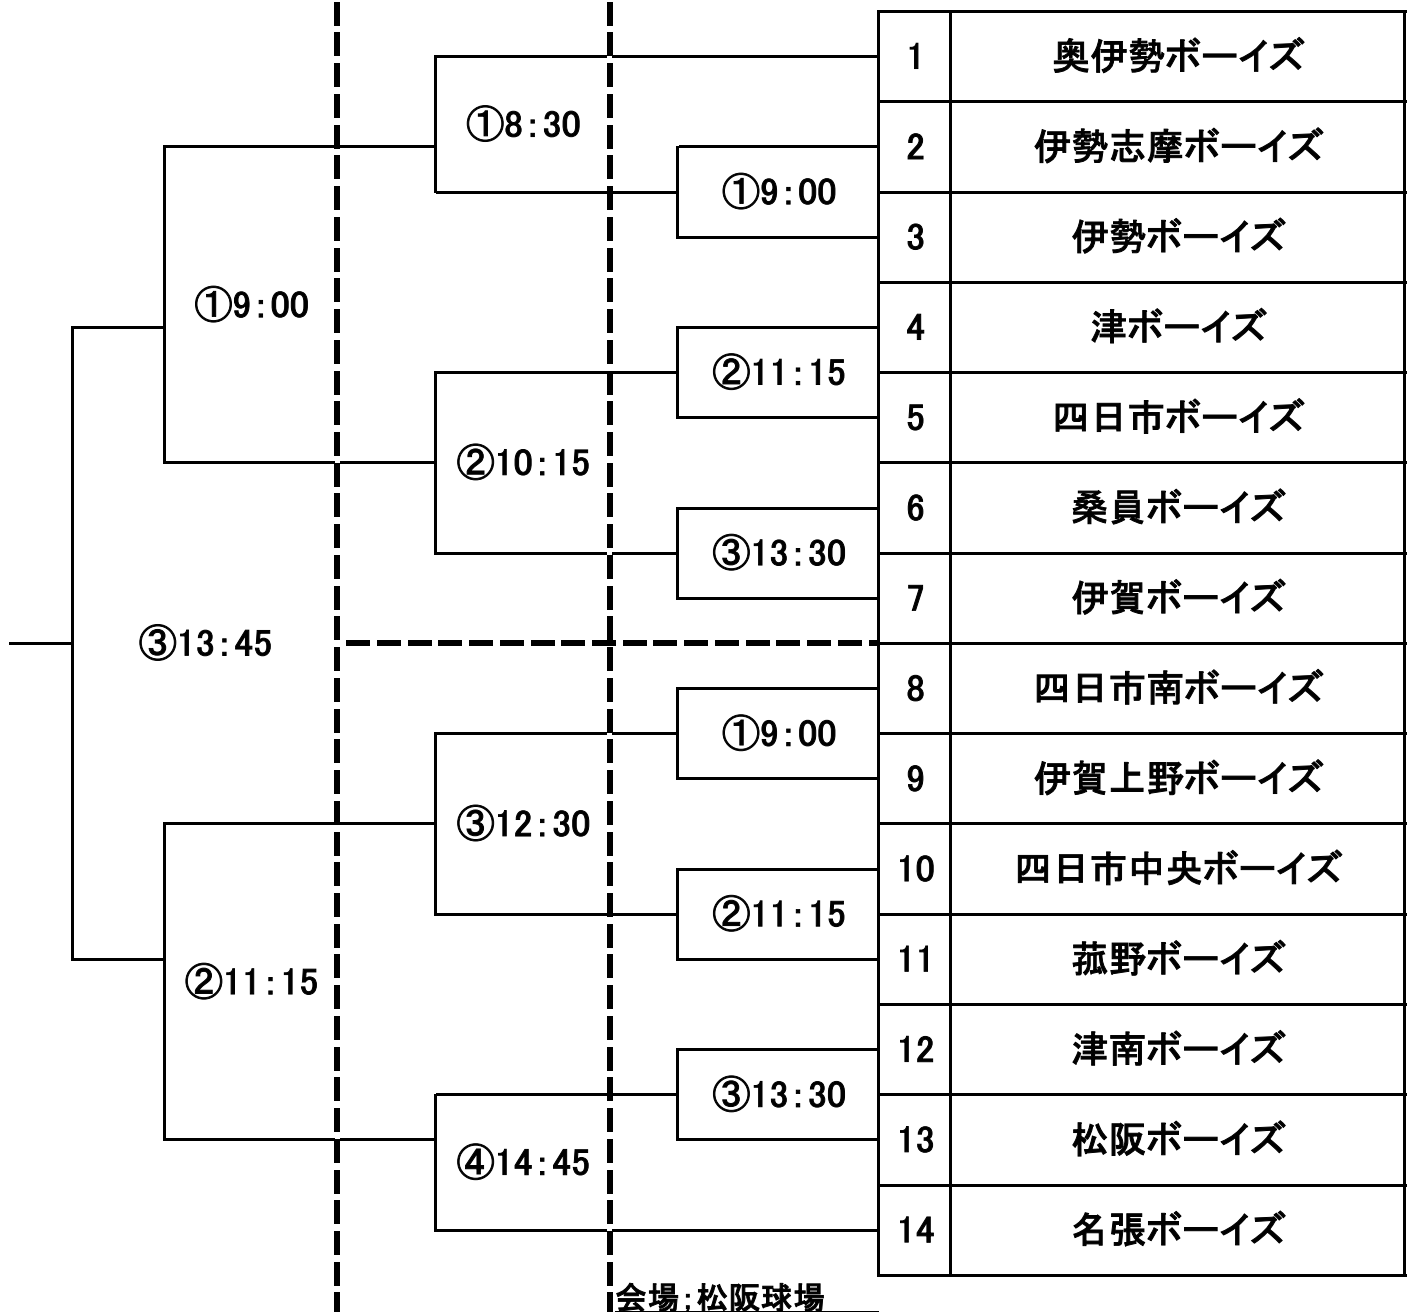 1 奥伊勢ボーイズ
①8:30
2 伊勢志摩ボーイズ
①9:00
3 伊勢ボーイズ
①9:00
4 津ボーイズ
②11:15
5 四日市ボーイズ
②10:15
6 桑員ボーイズ
③13:30
7 伊賀ボーイズ
③13:45
8 四日市南ボーイズ
①9:00
9 伊賀上野ボーイズ
③12:30
10 四日市中央ボーイズ
②11:15
11 菰野ボーイズ
②11:15
12 津南ボーイズ
③13:30
13 松阪ボーイズ
④14:45
14 名張ボーイズ
会場;松阪球場